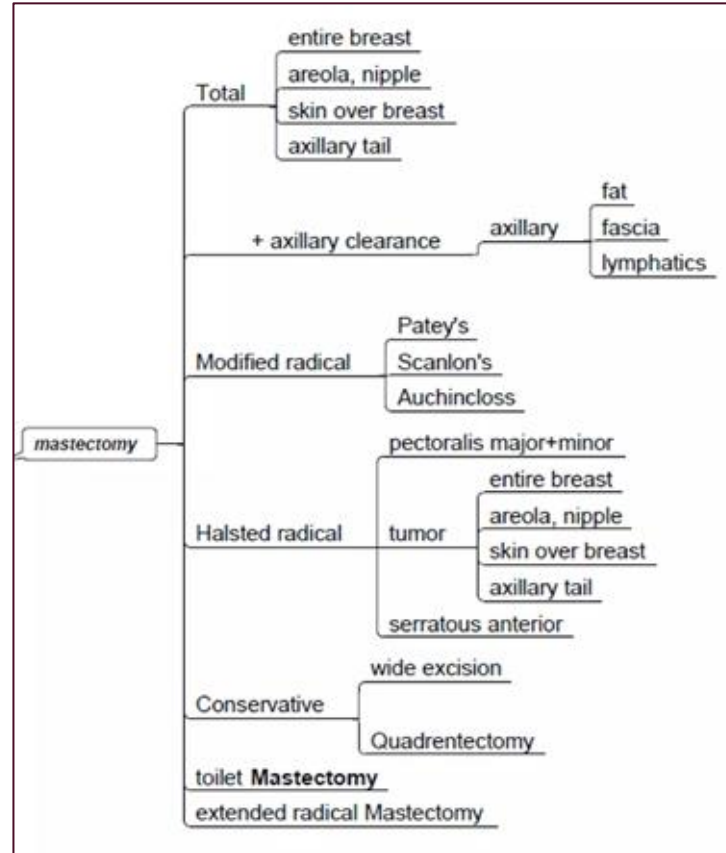 entire breast
areola, nipple
Total
skin over breast
axillary tail
fat
+ axillary clearance
axillary
fascia
lymphatics
Patey's
Modified radical
Scanlon's
Auchincloss
mastectomy
pectoralis major+minor
entire breast
areola, nipple
Halsted radical
tumor
skin over breast
axillary tail
serratous anterior
wide excision
Conservative
Quadrentectomy
toilet Mastectomy
extended radical Mastectomy